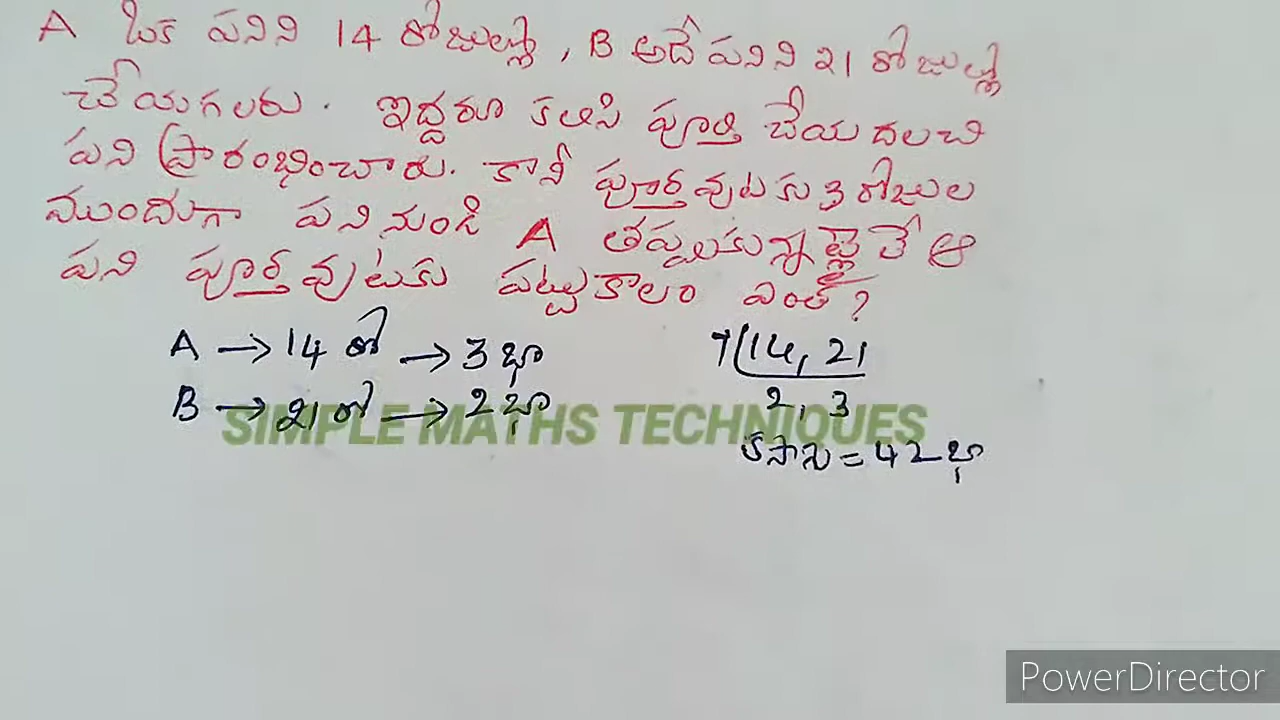 A ఒక పనిని 14 రోజుల్లో, B అదే పనిని 21 రోజుల్లో
చేయగలరు. ఇద్దరూ కలిసి పూర్తి చేయదలచి
పని ప్రారంభించారు. కానీ పూర్తవుటకు 3 రోజుల
ముందుగా పని నుండి A తప్పుకున్నట్లైతే ఆ
పని పూర్తవుటకు పట్టుకాలం ఎంత?
A → 14 రో → 3 భా
7 14, 21
B → 21 రో → 2 భా
2, 3
SIMPLE MATHS TECHNIQUES
కసాగు = 42 భా
PowerDirector